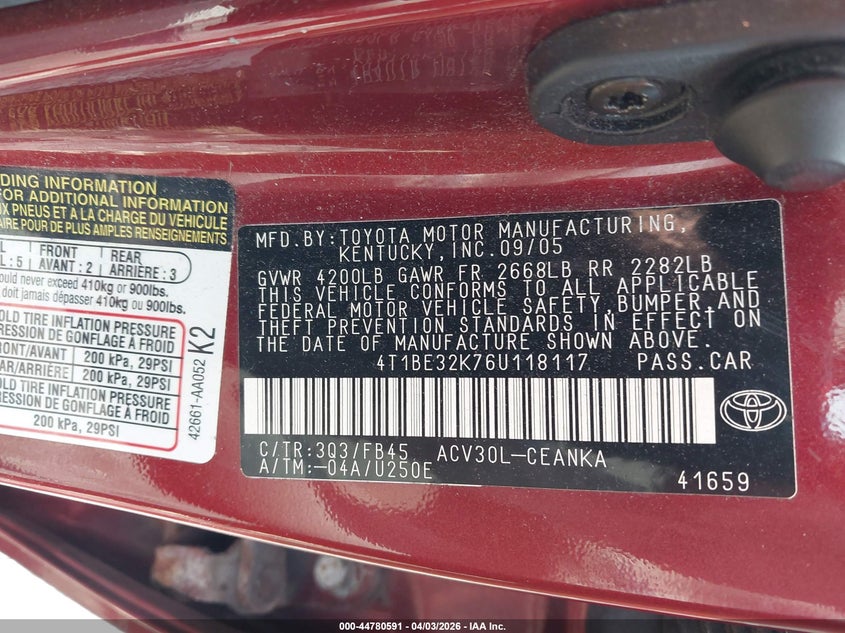 DING INFORMATION
FOR ADDITIONAL INFORMATION
UX PNEUS ET À LA CHARGE DU VÉHICULE
AIRE POUR DE PLUS AMPLES RENSEIGNEMENTS
FRONT REAR
: 5 AVANT : 2 ARRIÈRE : 3
should never exceed 410kg or 900lbs.
doit jamais dépasser 410kg ou 900lbs.
OLD TIRE INFLATION PRESSURE
RESSION DE GONFLAGE À FROID
RONT/AVANT 200 kPa, 29PSI
AR/ARRIÈRE 200 kPa, 29PSI
OLD TIRE INFLATION PRESSURE
RESSION DE GONFLAGE À FROID
200 kPa, 29PSI
42661-AA052 K2
MFD.BY:TOYOTA MOTOR MANUFACTURING,
KENTUCKY,INC.09/05
GVWR 4200LB GAWR FR 2668LB RR 2282LB
THIS VEHICLE CONFORMS TO ALL APPLICABLE
FEDERAL MOTOR VEHICLE SAFETY,BUMPER,AND
THEFT PREVENTION STANDARDS IN EFFECT ON
THE DATE OF MANUFACTURE SHOWN ABOVE.
4T1BE32K76U118117 PASS.CAR
C/TR:3Q3/FB45 ACV30L-CEANKA
A/TM:-04A/U250E
41659
000-44780591 - 04/03/2026 - IAA Inc.